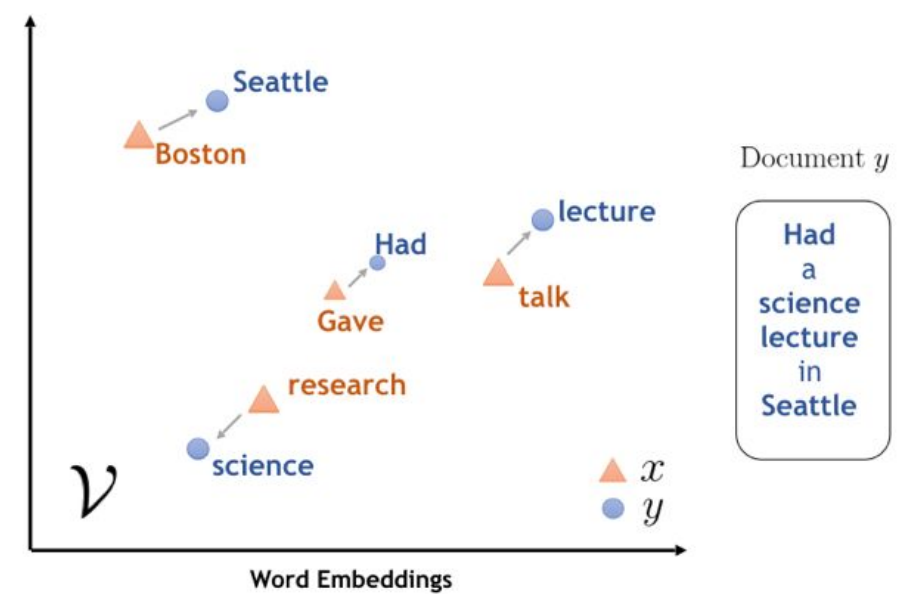 Seattle
Boston
lecture
Had
talk
Gave
research
science
𝒱
x
y
Word Embeddings
Document y
Had
a
science
lecture
in
Seattle